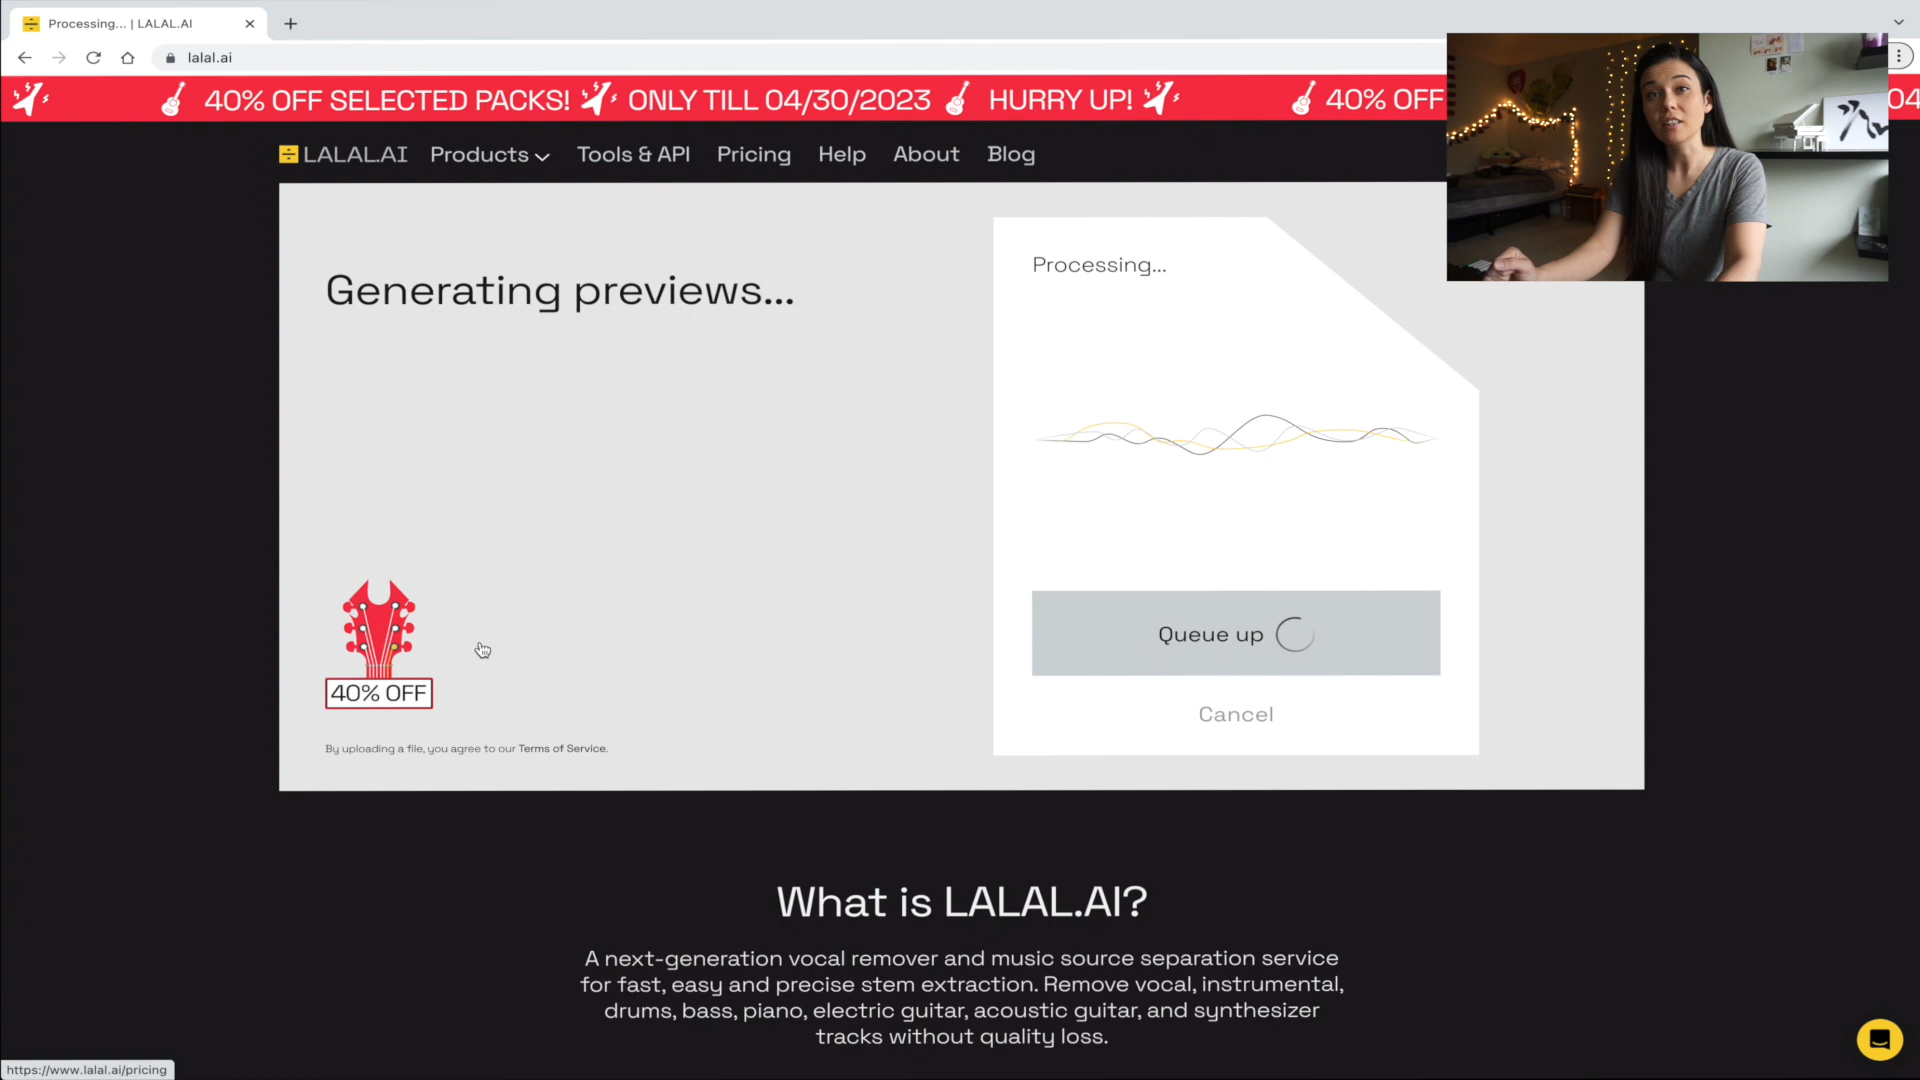 Processing... | LALAL.AI
lalal.ai
40% OFF SELECTED PACKS! ONLY TILL 04/30/2023 HURRY UP! 40% OFF 04
LALAL.AI Products Tools & API Pricing Help About Blog
Generating previews...
Processing...
Queue up
Cancel
40% OFF
By uploading a file, you agree to our Terms of Service.
What is LALAL.AI?
A next-generation vocal remover and music source separation service
for fast, easy and precise stem extraction. Remove vocal, instrumental,
drums, bass, piano, electric guitar, acoustic guitar, and synthesizer
tracks without quality loss.
https://www.lalal.ai/pricing